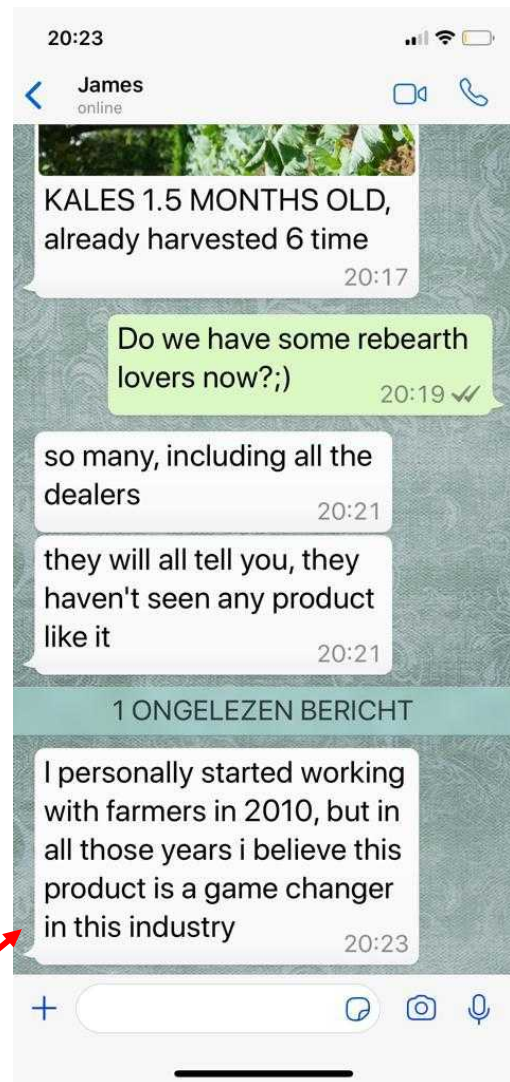 20:23
James
online
KALES 1.5 MONTHS OLD,
already harvested 6 time
20:17
Do we have some rebearth
lovers now?;)
20:19
so many, including all the
dealers
20:21
they will all tell you, they
haven't seen any product
like it
20:21
1 ONGELEZEN BERICHT
I personally started working
with farmers in 2010, but in
all those years i believe this
product is a game changer
in this industry
20:23